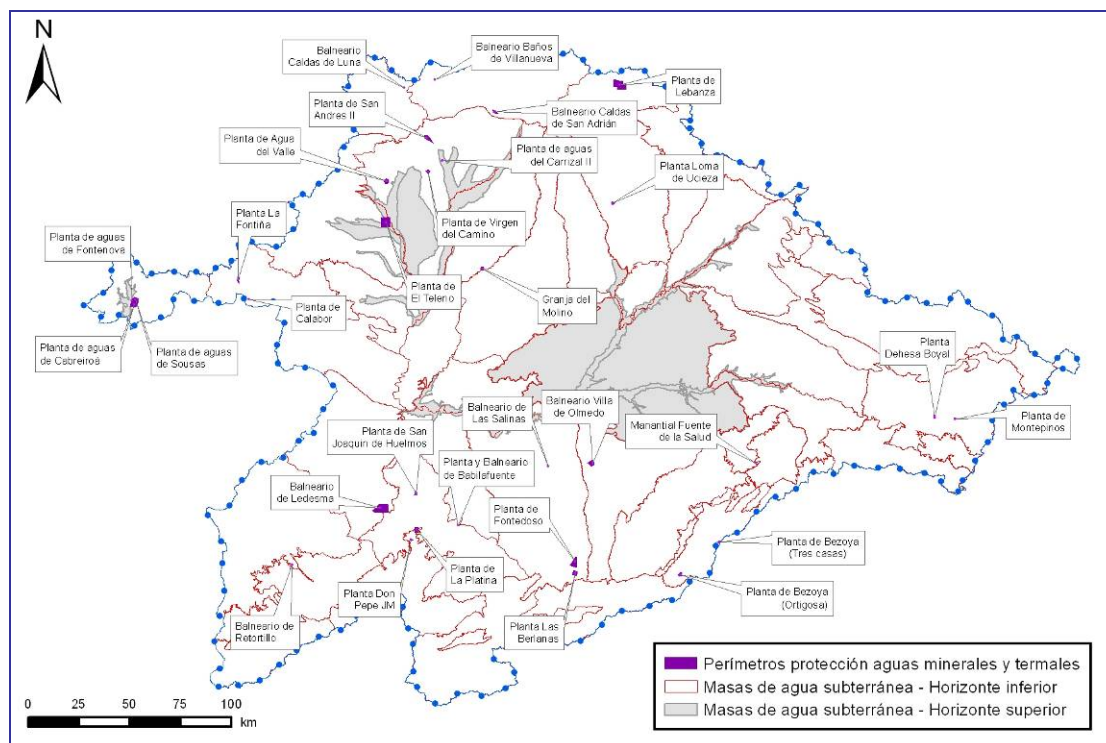 N
Balneario
Caldas de Luna
Balneario Baños
de Villanueva
Planta de
Lebanza
Planta de San
Andres II
Balneario Caldas
de San Adrián
Planta de Agua
del Valle
Planta de aguas
del Carrizal II
Planta Loma
de Ucieza
Planta La
Fontiña
Planta de aguas
de Fontenova
Planta de Virgen
del Camino
Planta de
El Teleno
Granja del
Molino
Planta de
Calabor
Planta de aguas
de Cabreiroá
Planta de aguas
de Sousas
Planta
Dehesa Boyal
Planta de
Montepinos
Balneario de
Las Salinas
Balneario Villa
de Olmedo
Manantial Fuente
de la Salud
Planta de San
Joaquin de Huelmos
Planta y Balneario
de Babilafuente
Balneario
de Ledesma
Planta de
Fontedoso
Planta de Bezoya
(Tres casas)
Planta de
La Platina
Planta Don
Pepe JM
Planta de Bezoya
(Ortigosa)
Balneario de
Retortillo
Planta Las
Berlanas
Perímetros protección aguas minerales y termales
Masas de agua subterránea - Horizonte inferior
Masas de agua subterránea - Horizonte superior
0 25 50 75 100
km